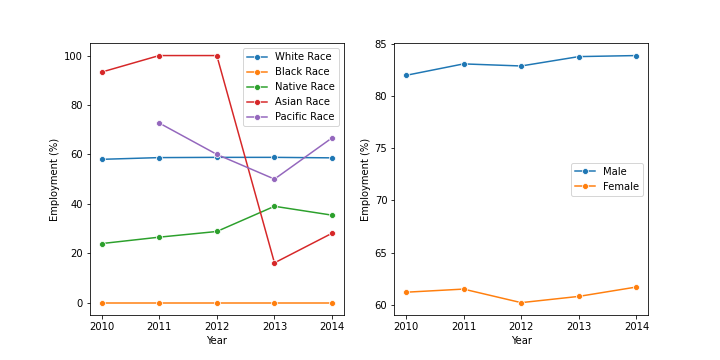 100
80
60
40
20
0
Employment (%)
2010 2011 2012 2013 2014
Year
White Race
Black Race
Native Race
Asian Race
Pacific Race
85
80
75
70
65
60
Employment (%)
2010 2011 2012 2013 2014
Year
Male
Female